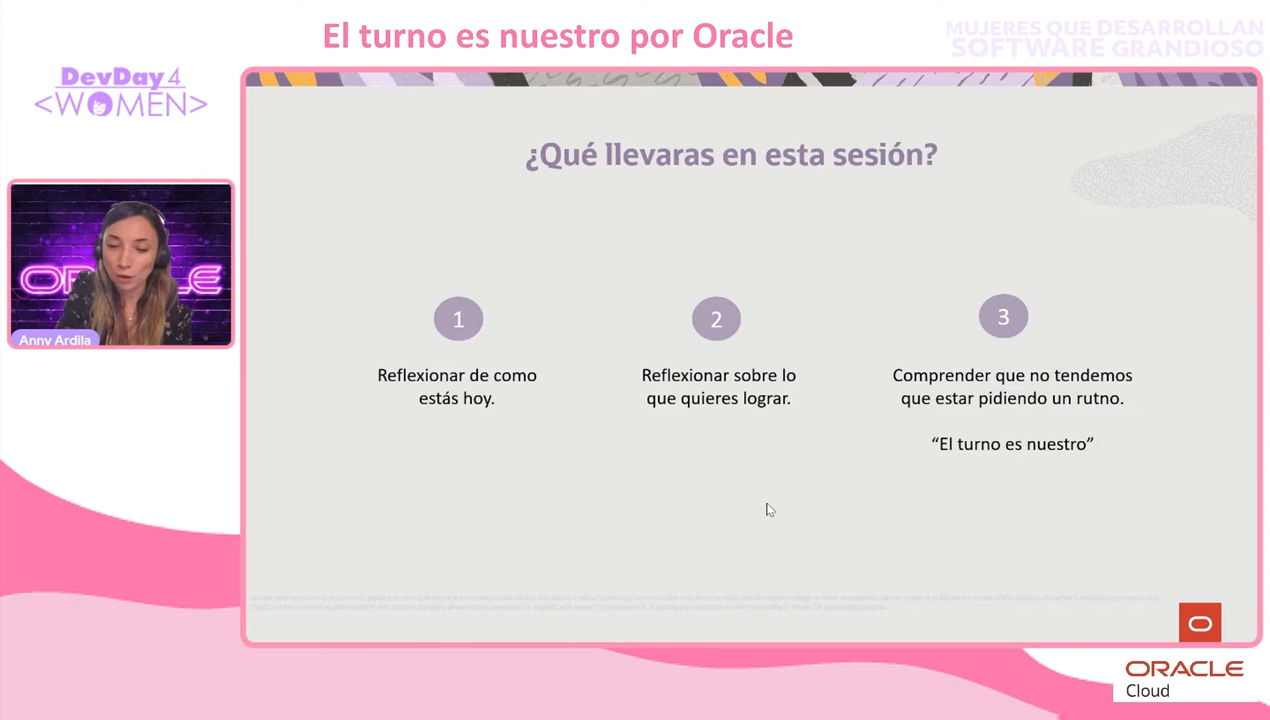 El turno es nuestro por Oracle
MUJERES QUE DESARROLLAN
SOFTWARE GRANDIOSO
DevDay 4
<WOMEN>
¿Qué llevaras en esta sesión?
ORACLE
Anny Ardila
1
2
3
Reflexionar de como
estás hoy.
Reflexionar sobre lo
que quieres lograr.
Comprender que no tendemos
que estar pidiendo un rutno.
“El turno es nuestro”
ORACLE
Cloud